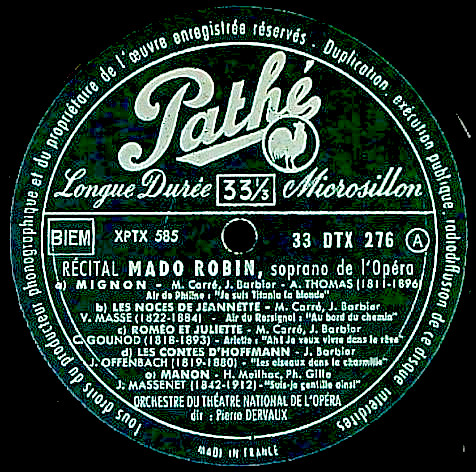 Tous droits du producteur phonographique et du propriétaire de l'œuvre enregistrée réservés - Duplication, exécution publique, radiodiffusion de ce disque interdites
Pathé
Longue Durée 33⅓ Microsillon
BIEM XPTX 585 33 DTX 276 A
RÉCITAL MADO ROBIN, soprano de l'Opéra
a) MIGNON - M. Carré, J. Barbier - A. THOMAS (1811-1896
Air de Philine : "Je suis Titania la blonde"
b) LES NOCES DE JEANNETTE - M. Carré, J. Barbier
V. MASSE (1822-1884) - Air du Rossignol : "Au bord du chemin"
c) ROMÉO ET JULIETTE - M. Carré, J. Barbier
C. GOUNOD (1818-1893) - Ariette : "Ah! Je veux vivre dans le rêve"
d) LES CONTES D'HOFFMANN - J. Barbier
J. OFFENBACH (1819-1880) - "Les oiseaux dans la charmille"
e) MANON - H. Meilhac, Ph. Gille
J. MASSENET (1842-1912) - "Suis-je gentille ainsi"
ORCHESTRE DU THÉATRE NATIONAL DE L'OPÉRA
dir : Pierre DERVAUX
MADE IN FRANCE